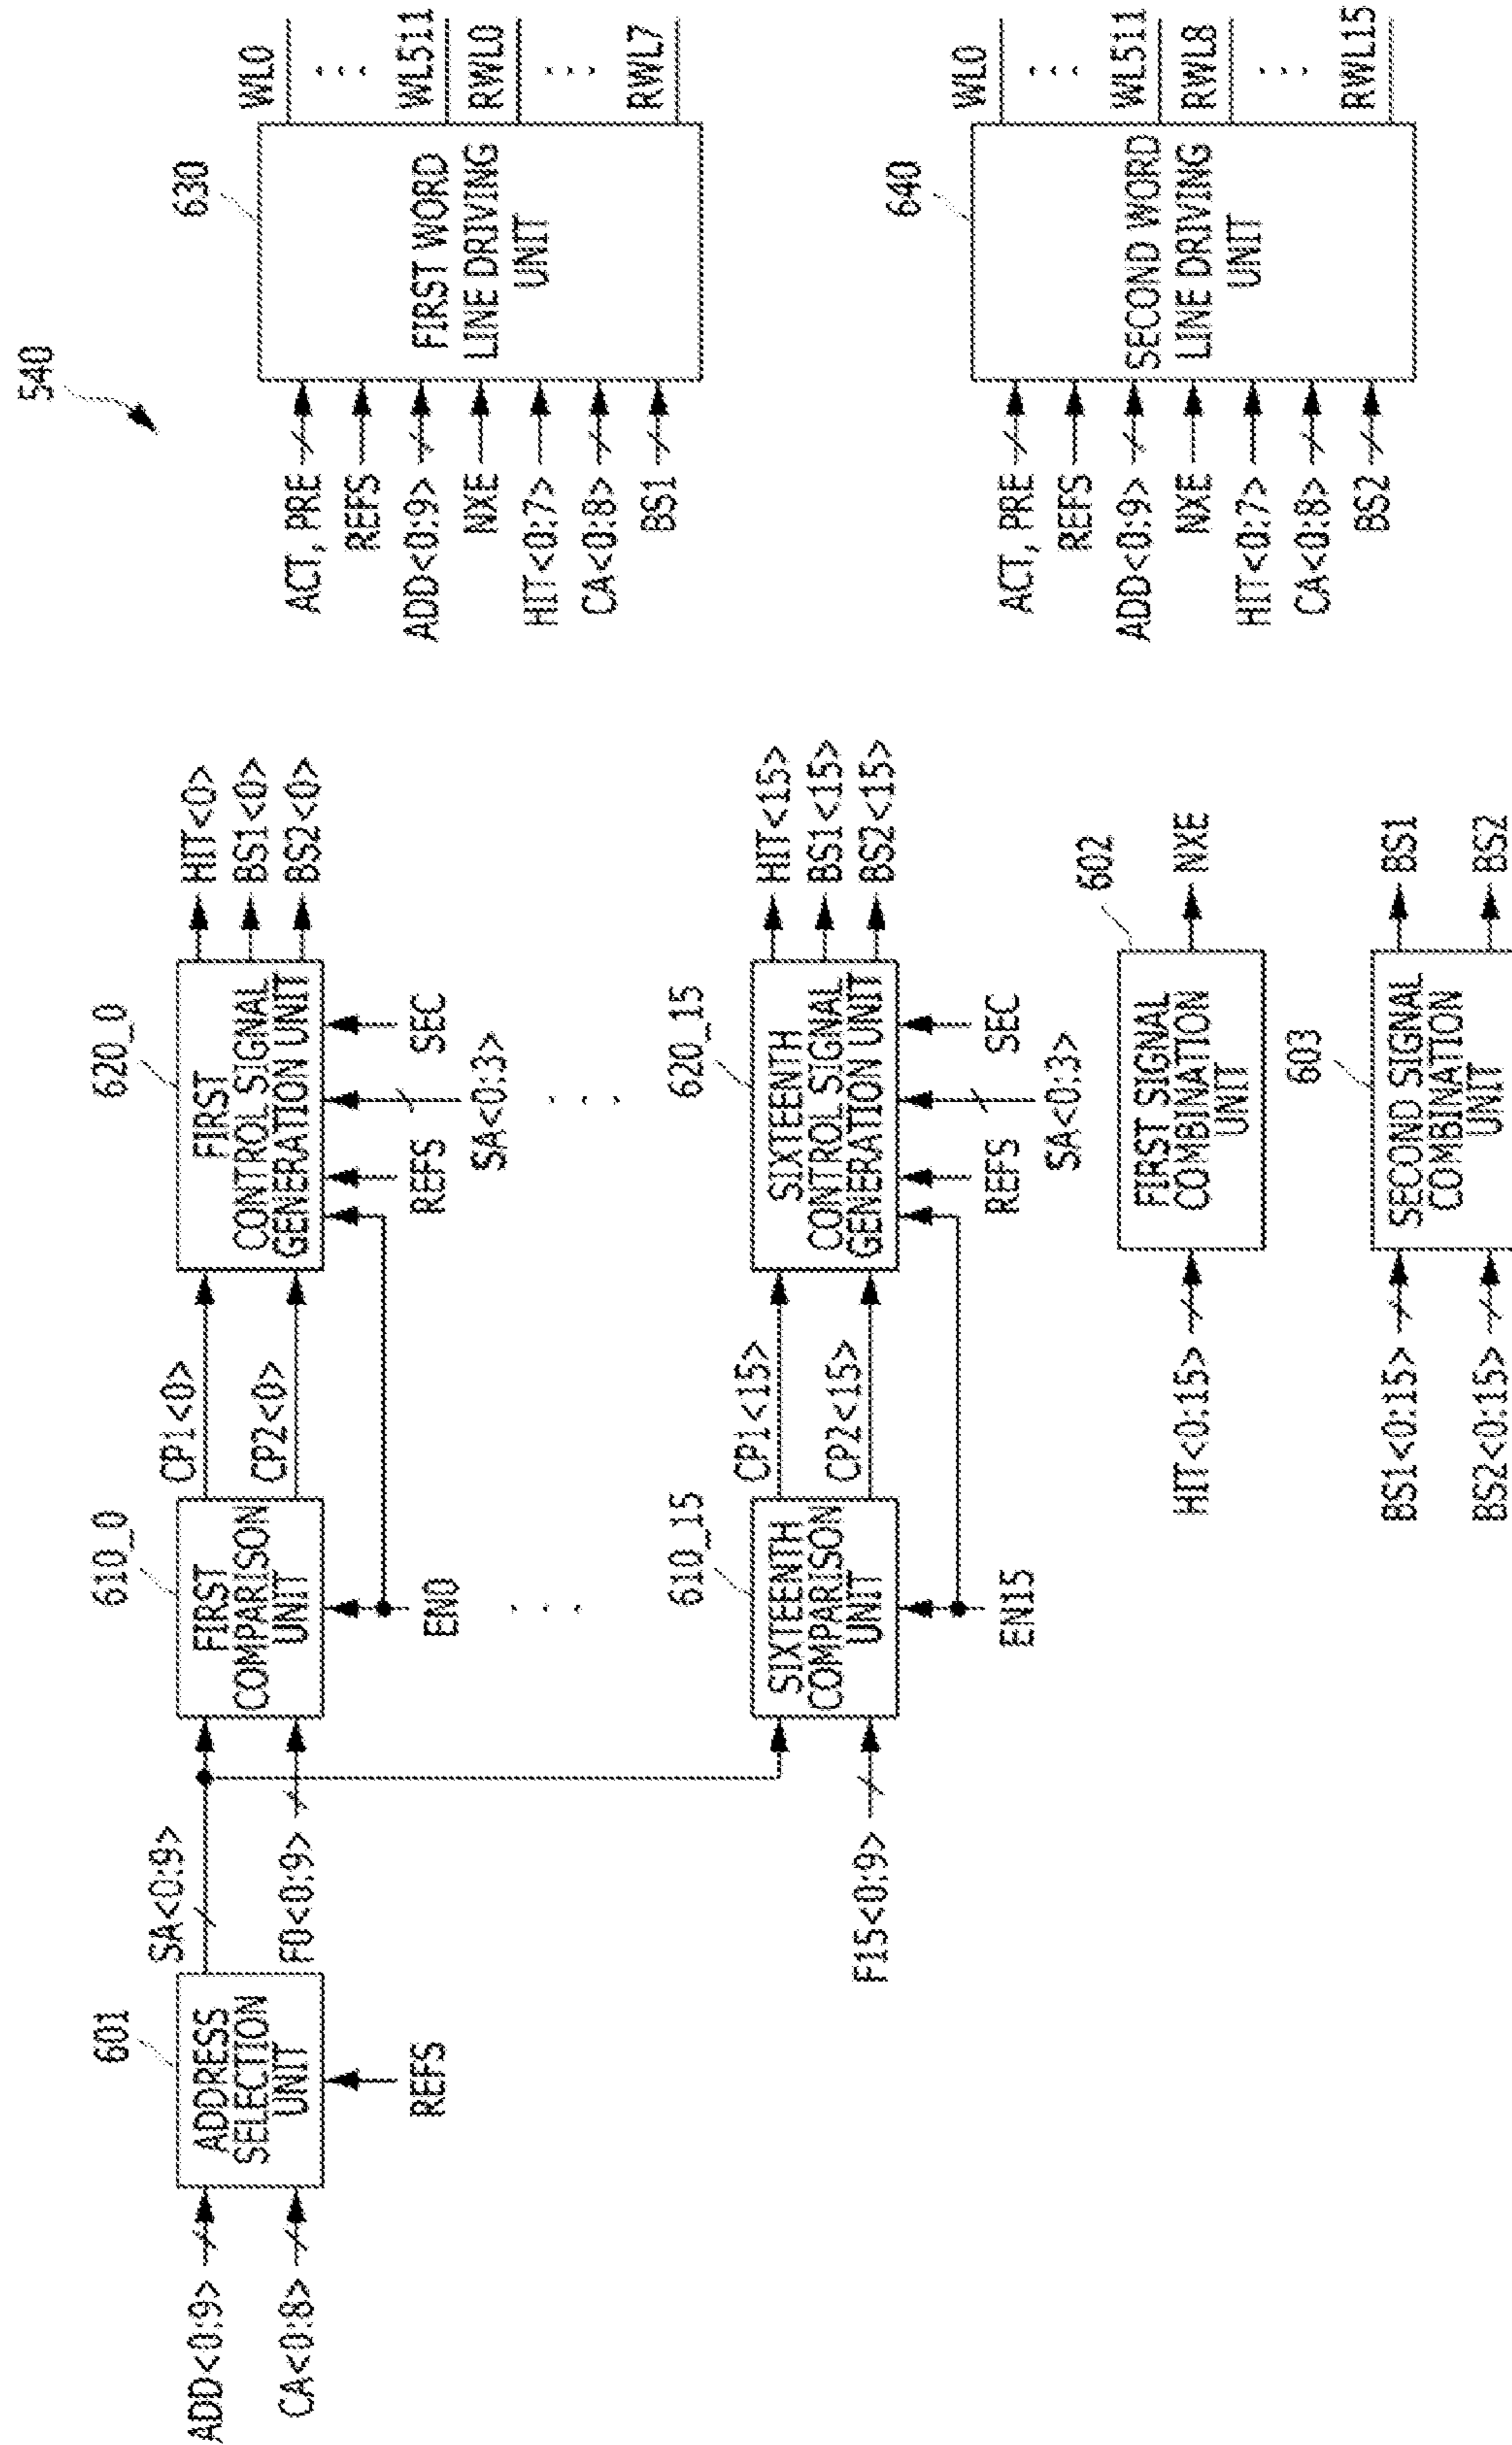 540
601
ADDRESS
SELECTION
UNIT
ADD<0:9>
CA<0:8>
REFS
SA<0:9>
F0<0:9>
610_0
FIRST
COMPARISON
UNIT
EN0
CP1<0>
CP2<0>
620_0
FIRST
CONTROL SIGNAL
GENERATION UNIT
REFS
SA<0:3>
SEC
HIT<0>
BS1<0>
BS2<0>
F15<0:9>
610_15
SIXTEENTH
COMPARISON
UNIT
EN15
CP1<15>
CP2<15>
620_15
SIXTEENTH
CONTROL SIGNAL
GENERATION UNIT
REFS
SA<0:3>
SEC
HIT<15>
BS1<15>
BS2<15>
602
HIT<0:15>
FIRST SIGNAL
COMBINATION
UNIT
NXE
603
BS1<0:15>
BS2<0:15>
SECOND SIGNAL
COMBINATION
UNIT
BS1
BS2
630
ACT, PRE
REFS
ADD<0:9>
NXE
HIT<0:7>
CA<0:8>
BS1
FIRST WORD
LINE DRIVING
UNIT
WL0
WL511
RWL0
RWL7
640
ACT, PRE
REFS
ADD<0:9>
NXE
HIT<0:7>
CA<0:8>
BS2
SECOND WORD
LINE DRIVING
UNIT
WL0
WL511
RWL8
RWL15